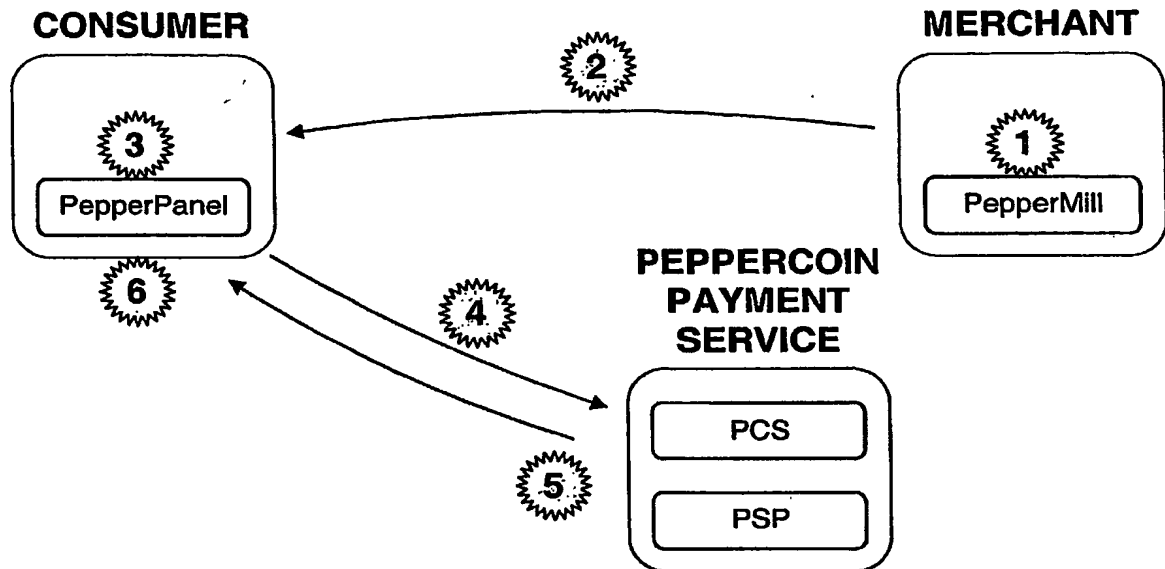 CONSUMER
MERCHANT
2
3
1
PepperPanel
PepperMill
6
4
PEPPERCOIN
PAYMENT
SERVICE
PCS
5
PSP